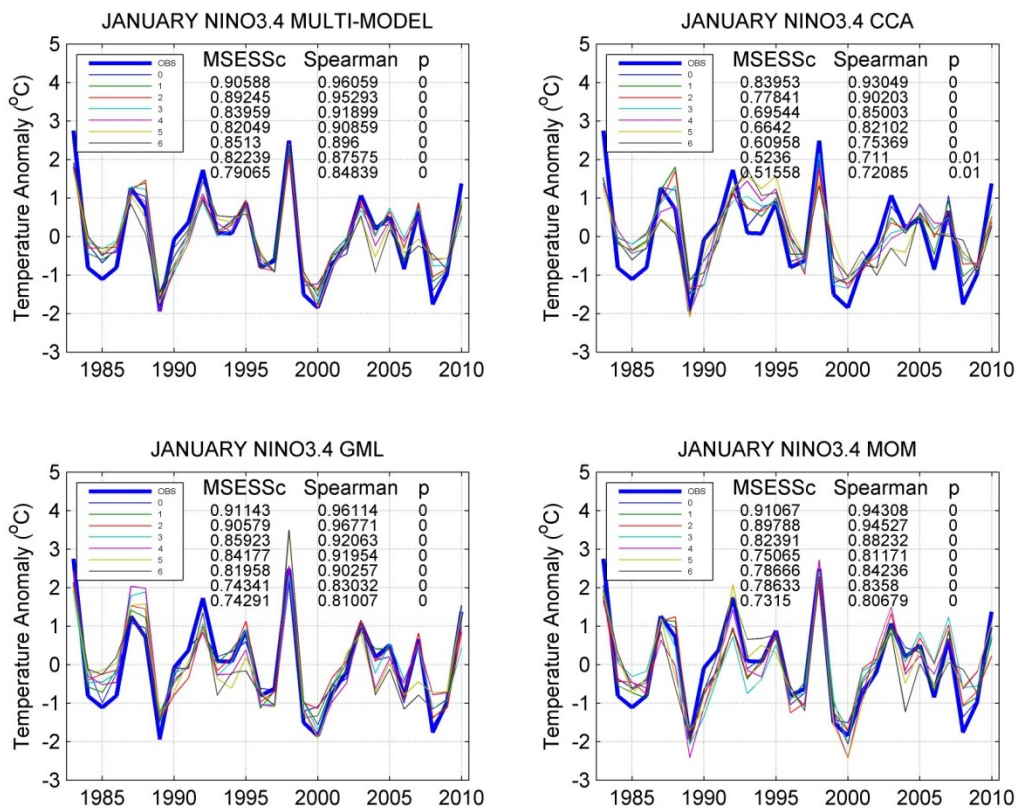 JANUARY NINO3.4 MULTI-MODEL
Temperature Anomaly (°C)
5
4
3
2
1
0
-1
-2
-3
1985 1990 1995 2000 2005 2010
OBS
0
1
2
3
4
5
6
MSESSc Spearman p
0.90588 0.96059 0
0.89245 0.95293 0
0.83959 0.91899 0
0.82049 0.90859 0
0.8513 0.896 0
0.82239 0.87575 0
0.79065 0.84839 0
JANUARY NINO3.4 CCA
Temperature Anomaly (°C)
5
4
3
2
1
0
-1
-2
-3
1985 1990 1995 2000 2005 2010
OBS
0
1
2
3
4
5
6
MSESSc Spearman p
0.83953 0.93049 0
0.77841 0.90203 0
0.69544 0.85003 0
0.6642 0.82102 0
0.60958 0.75369 0
0.5236 0.711 0.01
0.51558 0.72085 0.01
JANUARY NINO3.4 GML
Temperature Anomaly (°C)
5
4
3
2
1
0
-1
-2
-3
1985 1990 1995 2000 2005 2010
OBS
0
1
2
3
4
5
6
MSESSc Spearman p
0.91143 0.96114 0
0.90579 0.96771 0
0.85923 0.92063 0
0.84177 0.91954 0
0.81958 0.90257 0
0.74341 0.83032 0
0.74291 0.81007 0
JANUARY NINO3.4 MOM
Temperature Anomaly (°C)
5
4
3
2
1
0
-1
-2
-3
1985 1990 1995 2000 2005 2010
OBS
0
1
2
3
4
5
6
MSESSc Spearman p
0.91067 0.94308 0
0.89788 0.94527 0
0.82391 0.88232 0
0.75065 0.81171 0
0.78666 0.84236 0
0.78633 0.8358 0
0.7315 0.80679 0